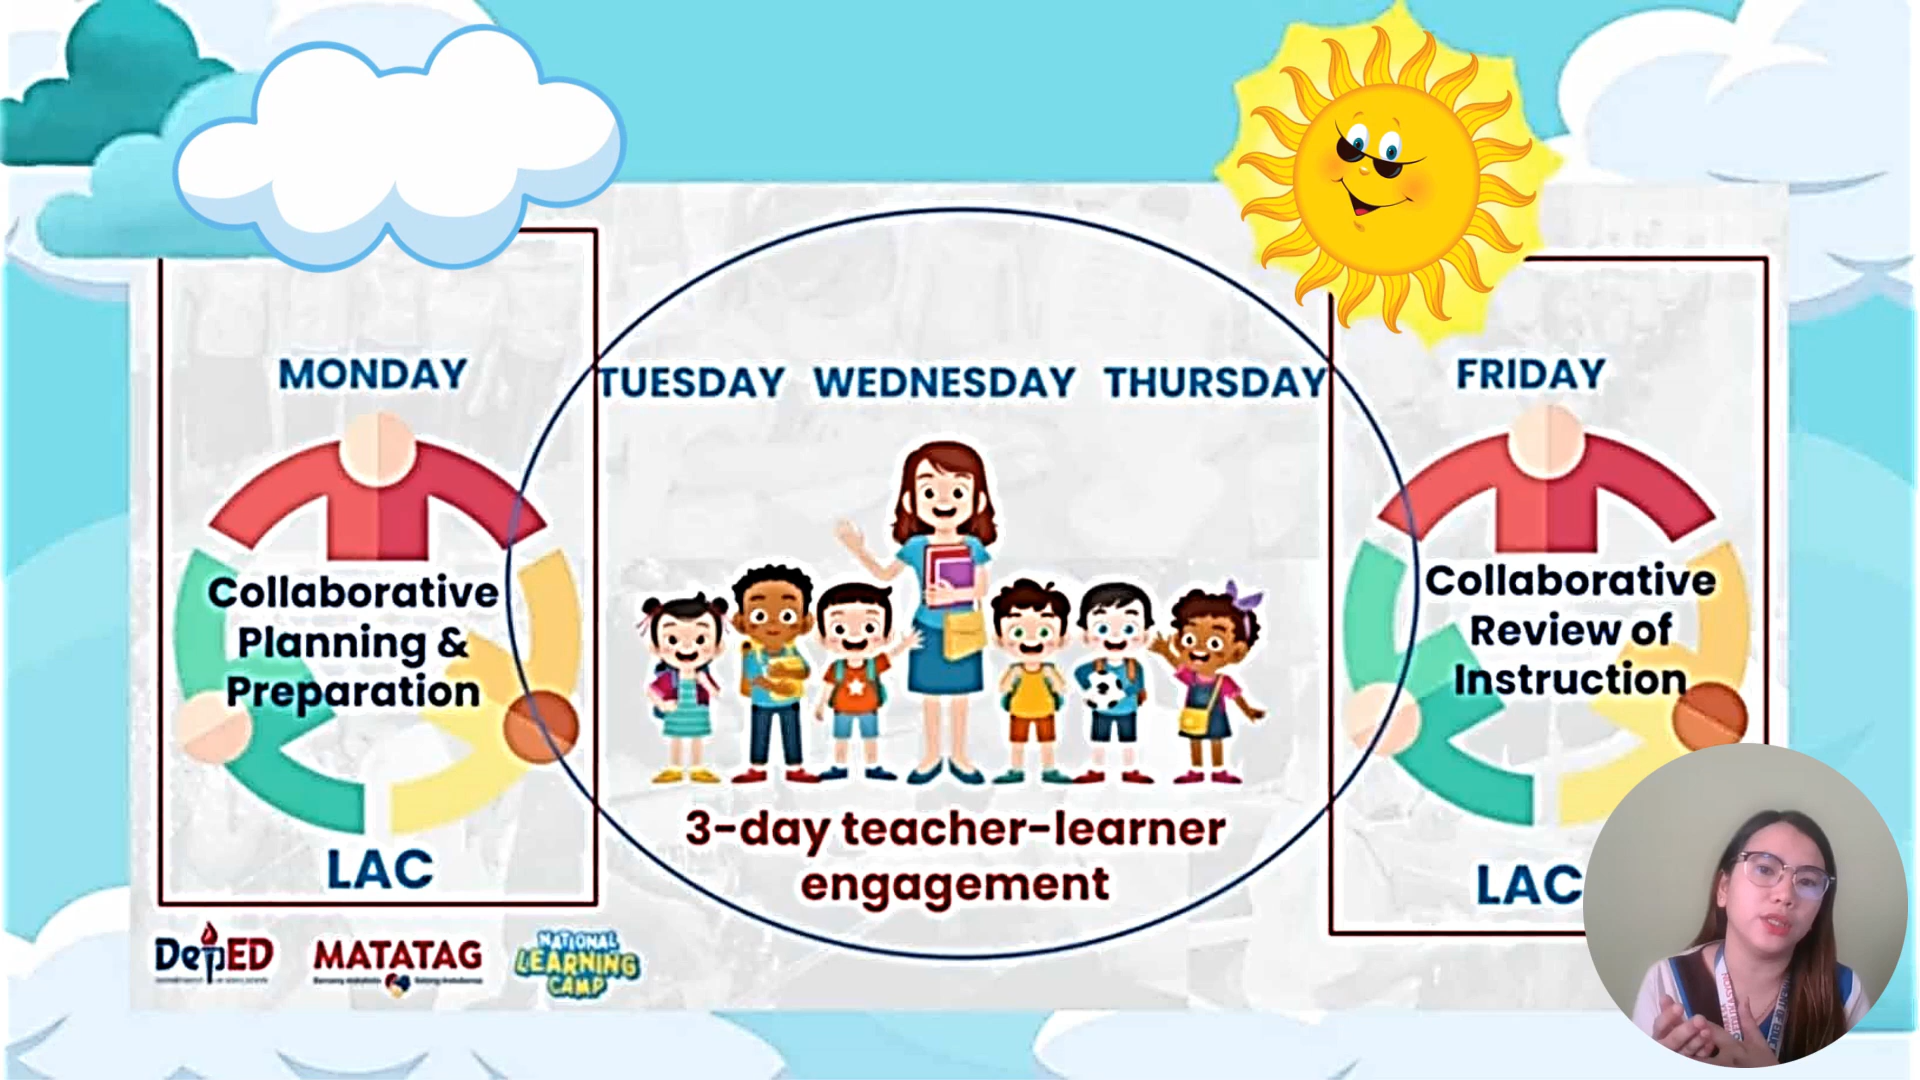 MONDAY
Collaborative
Planning &
Preparation
LAC
TUESDAY WEDNESDAY THURSDAY
3-day teacher-learner
engagement
FRIDAY
Collaborative
Review of
Instruction
LAC
DepED
MATATAG
NATIONAL
LEARNING
CAMP